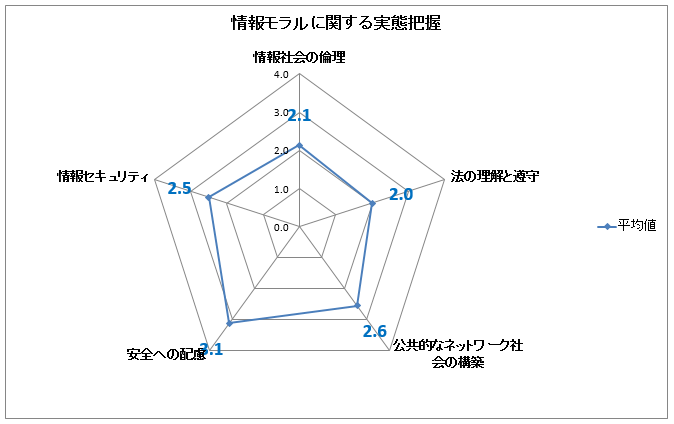 情報モラルに関する実態把握
情報社会の倫理
4.0
3.0
2.1
2.0
1.0
0.0
情報セキュリティ
2.5
法の理解と遵守
2.0
平均値
2.6
公共的なネットワーク社
会の構築
安全への配慮
3.1